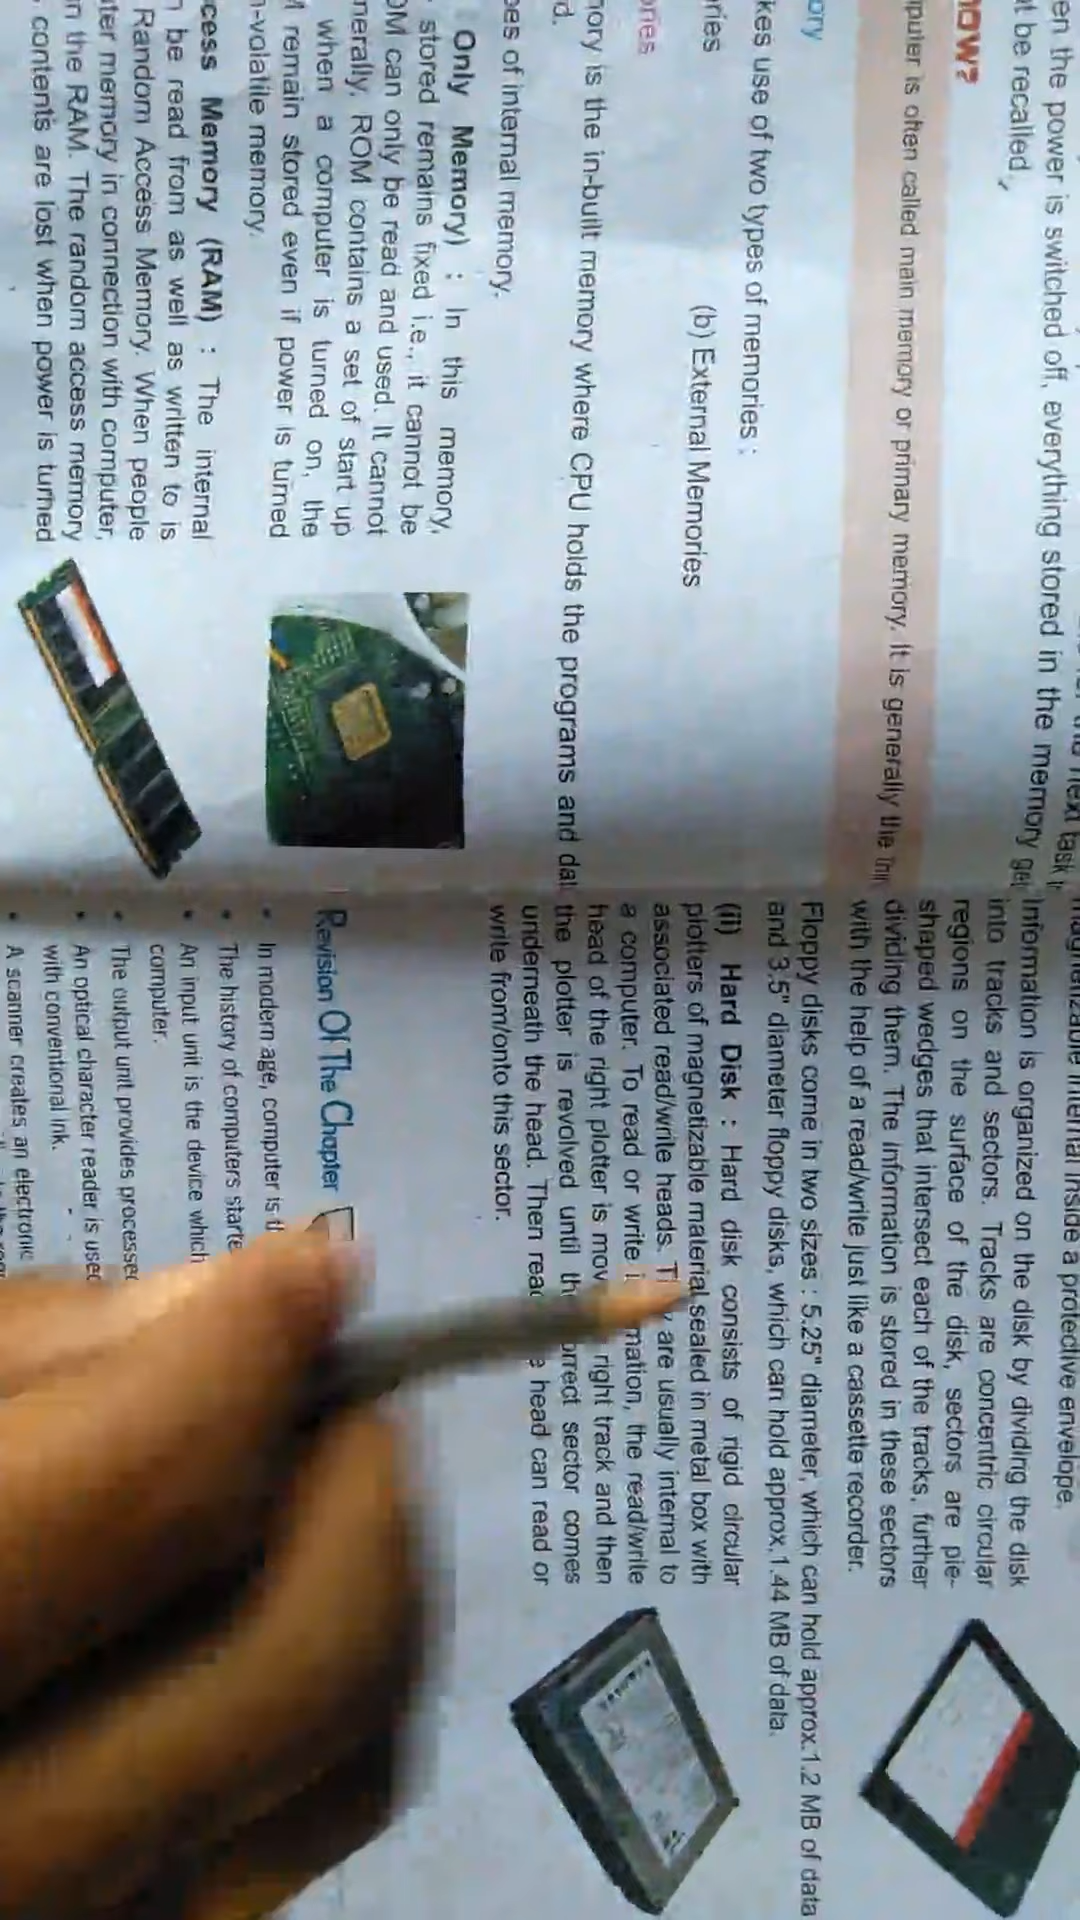 en the power is switched off, everything stored in the memory get
t be recalled,
now?
puter is often called main memory or primary memory. It is generally the
ory
kes use of two types of memories :
ries
(b) External Memories
ories
ory is the in-built memory where CPU holds the programs and dat
d.
es of internal memory.
Only Memory) : In this memory,
stored remains fixed i.e., it cannot be
OM can only be read and used. It cannot
nerally, ROM contains a set of start up
when a computer is turned on, the
M remain stored even if power is turned
n-volatile memory.
cess Memory (RAM) : The internal
n be read from as well as written to is
Random Access Memory. When people
ter memory in connection with computer,
n the RAM. The random access memory
contents are lost when power is turned
magnetizable material inside a protective envelope.
Information is organized on the disk by dividing the disk
into tracks and sectors. Tracks are concentric circular
regions on the surface of the disk, sectors are pie-
shaped wedges that intersect each of the tracks, further
dividing them. The information is stored in these sectors
with the help of a read/write just like a cassette recorder.
Floppy disks come in two sizes : 5.25" diameter, which can hold approx.1.2 MB of data
and 3.5" diameter floppy disks, which can hold approx.1.44 MB of data.
(ii) Hard Disk : Hard disk consists of rigid circular
plotters of magnetizable material sealed in metal box with
associated read/write heads. T are usually internal to
a computer. To read or write i mation, the read/write
head of the right plotter is mov right track and then
the plotter is revolved until th orrect sector comes
underneath the head. Then read e head can read or
write from/onto this sector.
Revision Of The Chapter
• In modern age, computer is th
• The history of computers starte
• An input unit is the device which
computer.
• The output unit provides processed
• An optical character reader is used
with conventional ink.
• A scanner creates an electronic